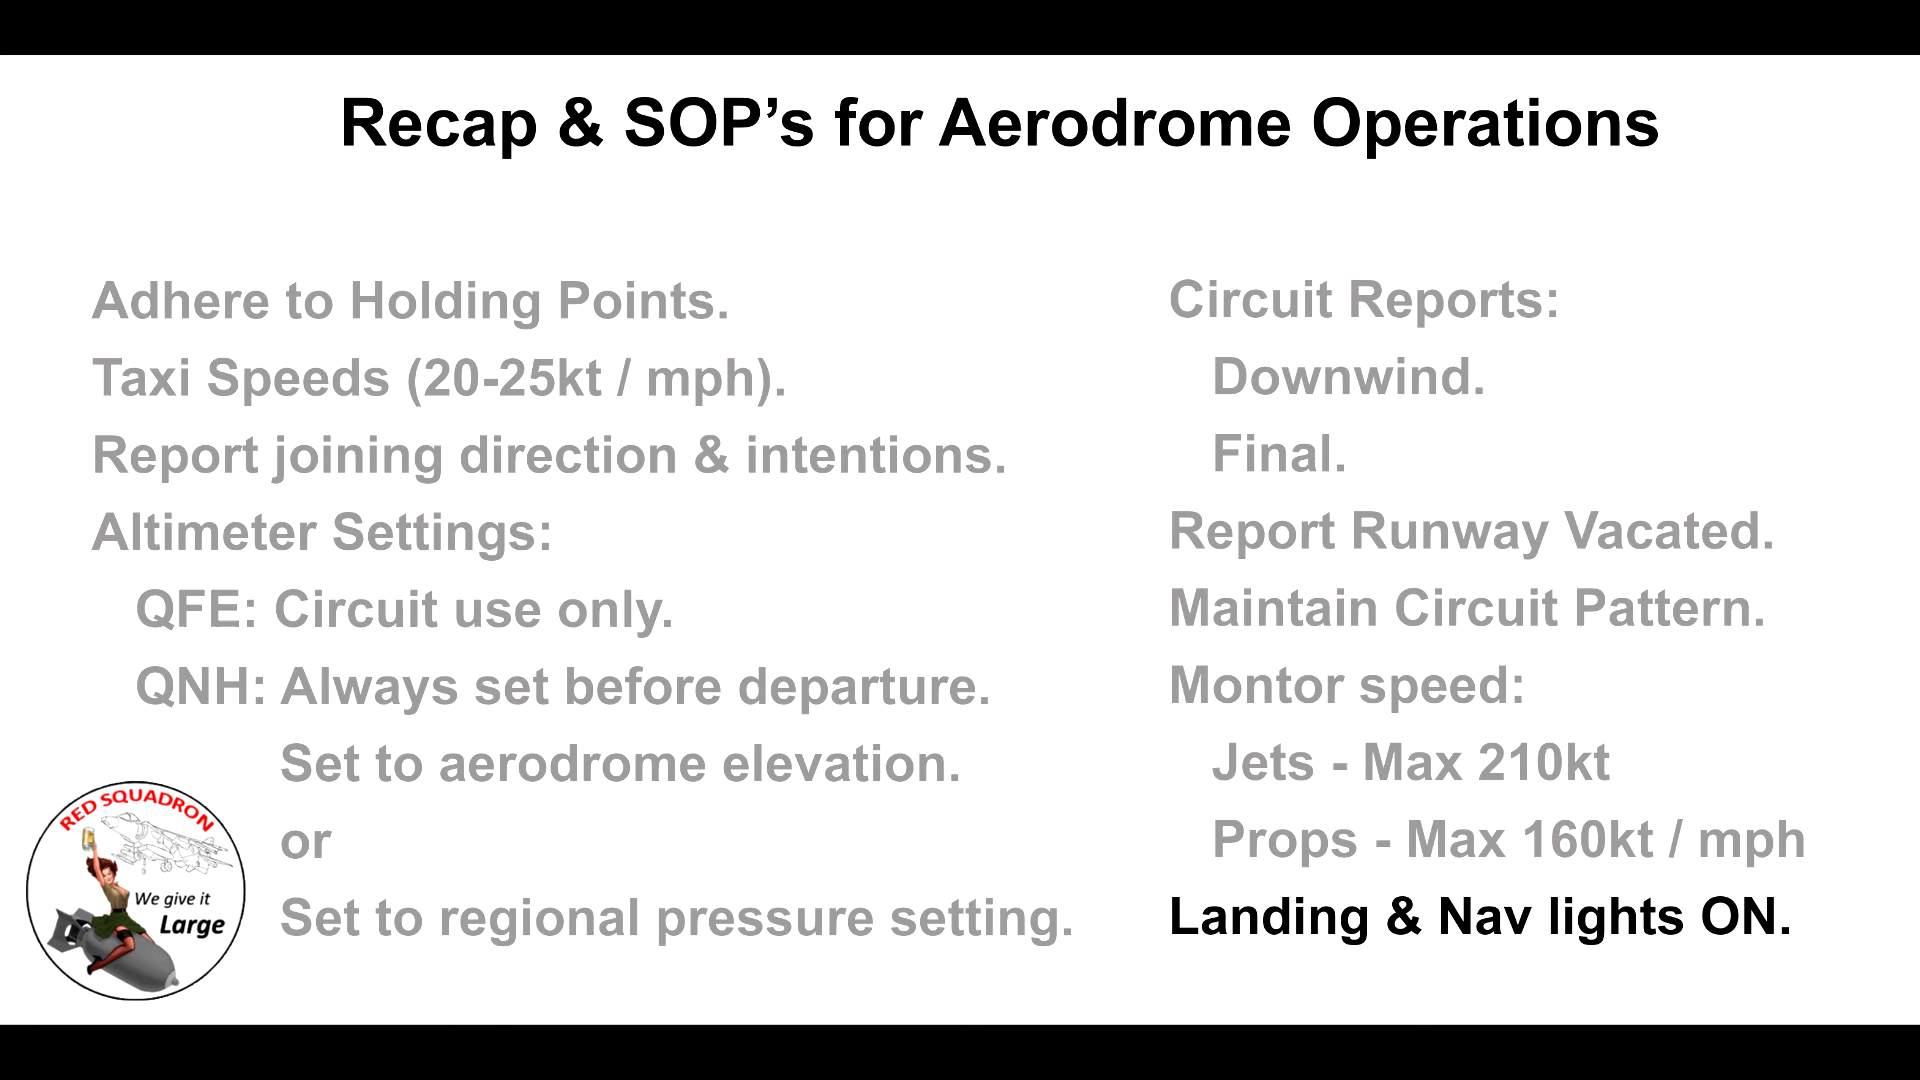 Recap & SOP’s for Aerodrome Operations
Adhere to Holding Points.
Taxi Speeds (20-25kt / mph).
Report joining direction & intentions.
Altimeter Settings:
QFE: Circuit use only.
QNH: Always set before departure.
Set to aerodrome elevation.
or
Set to regional pressure setting.
Circuit Reports:
Downwind.
Final.
Report Runway Vacated.
Maintain Circuit Pattern.
Montor speed:
Jets - Max 210kt
Props - Max 160kt / mph
Landing & Nav lights ON.
RED SQUADRON
We give it
Large